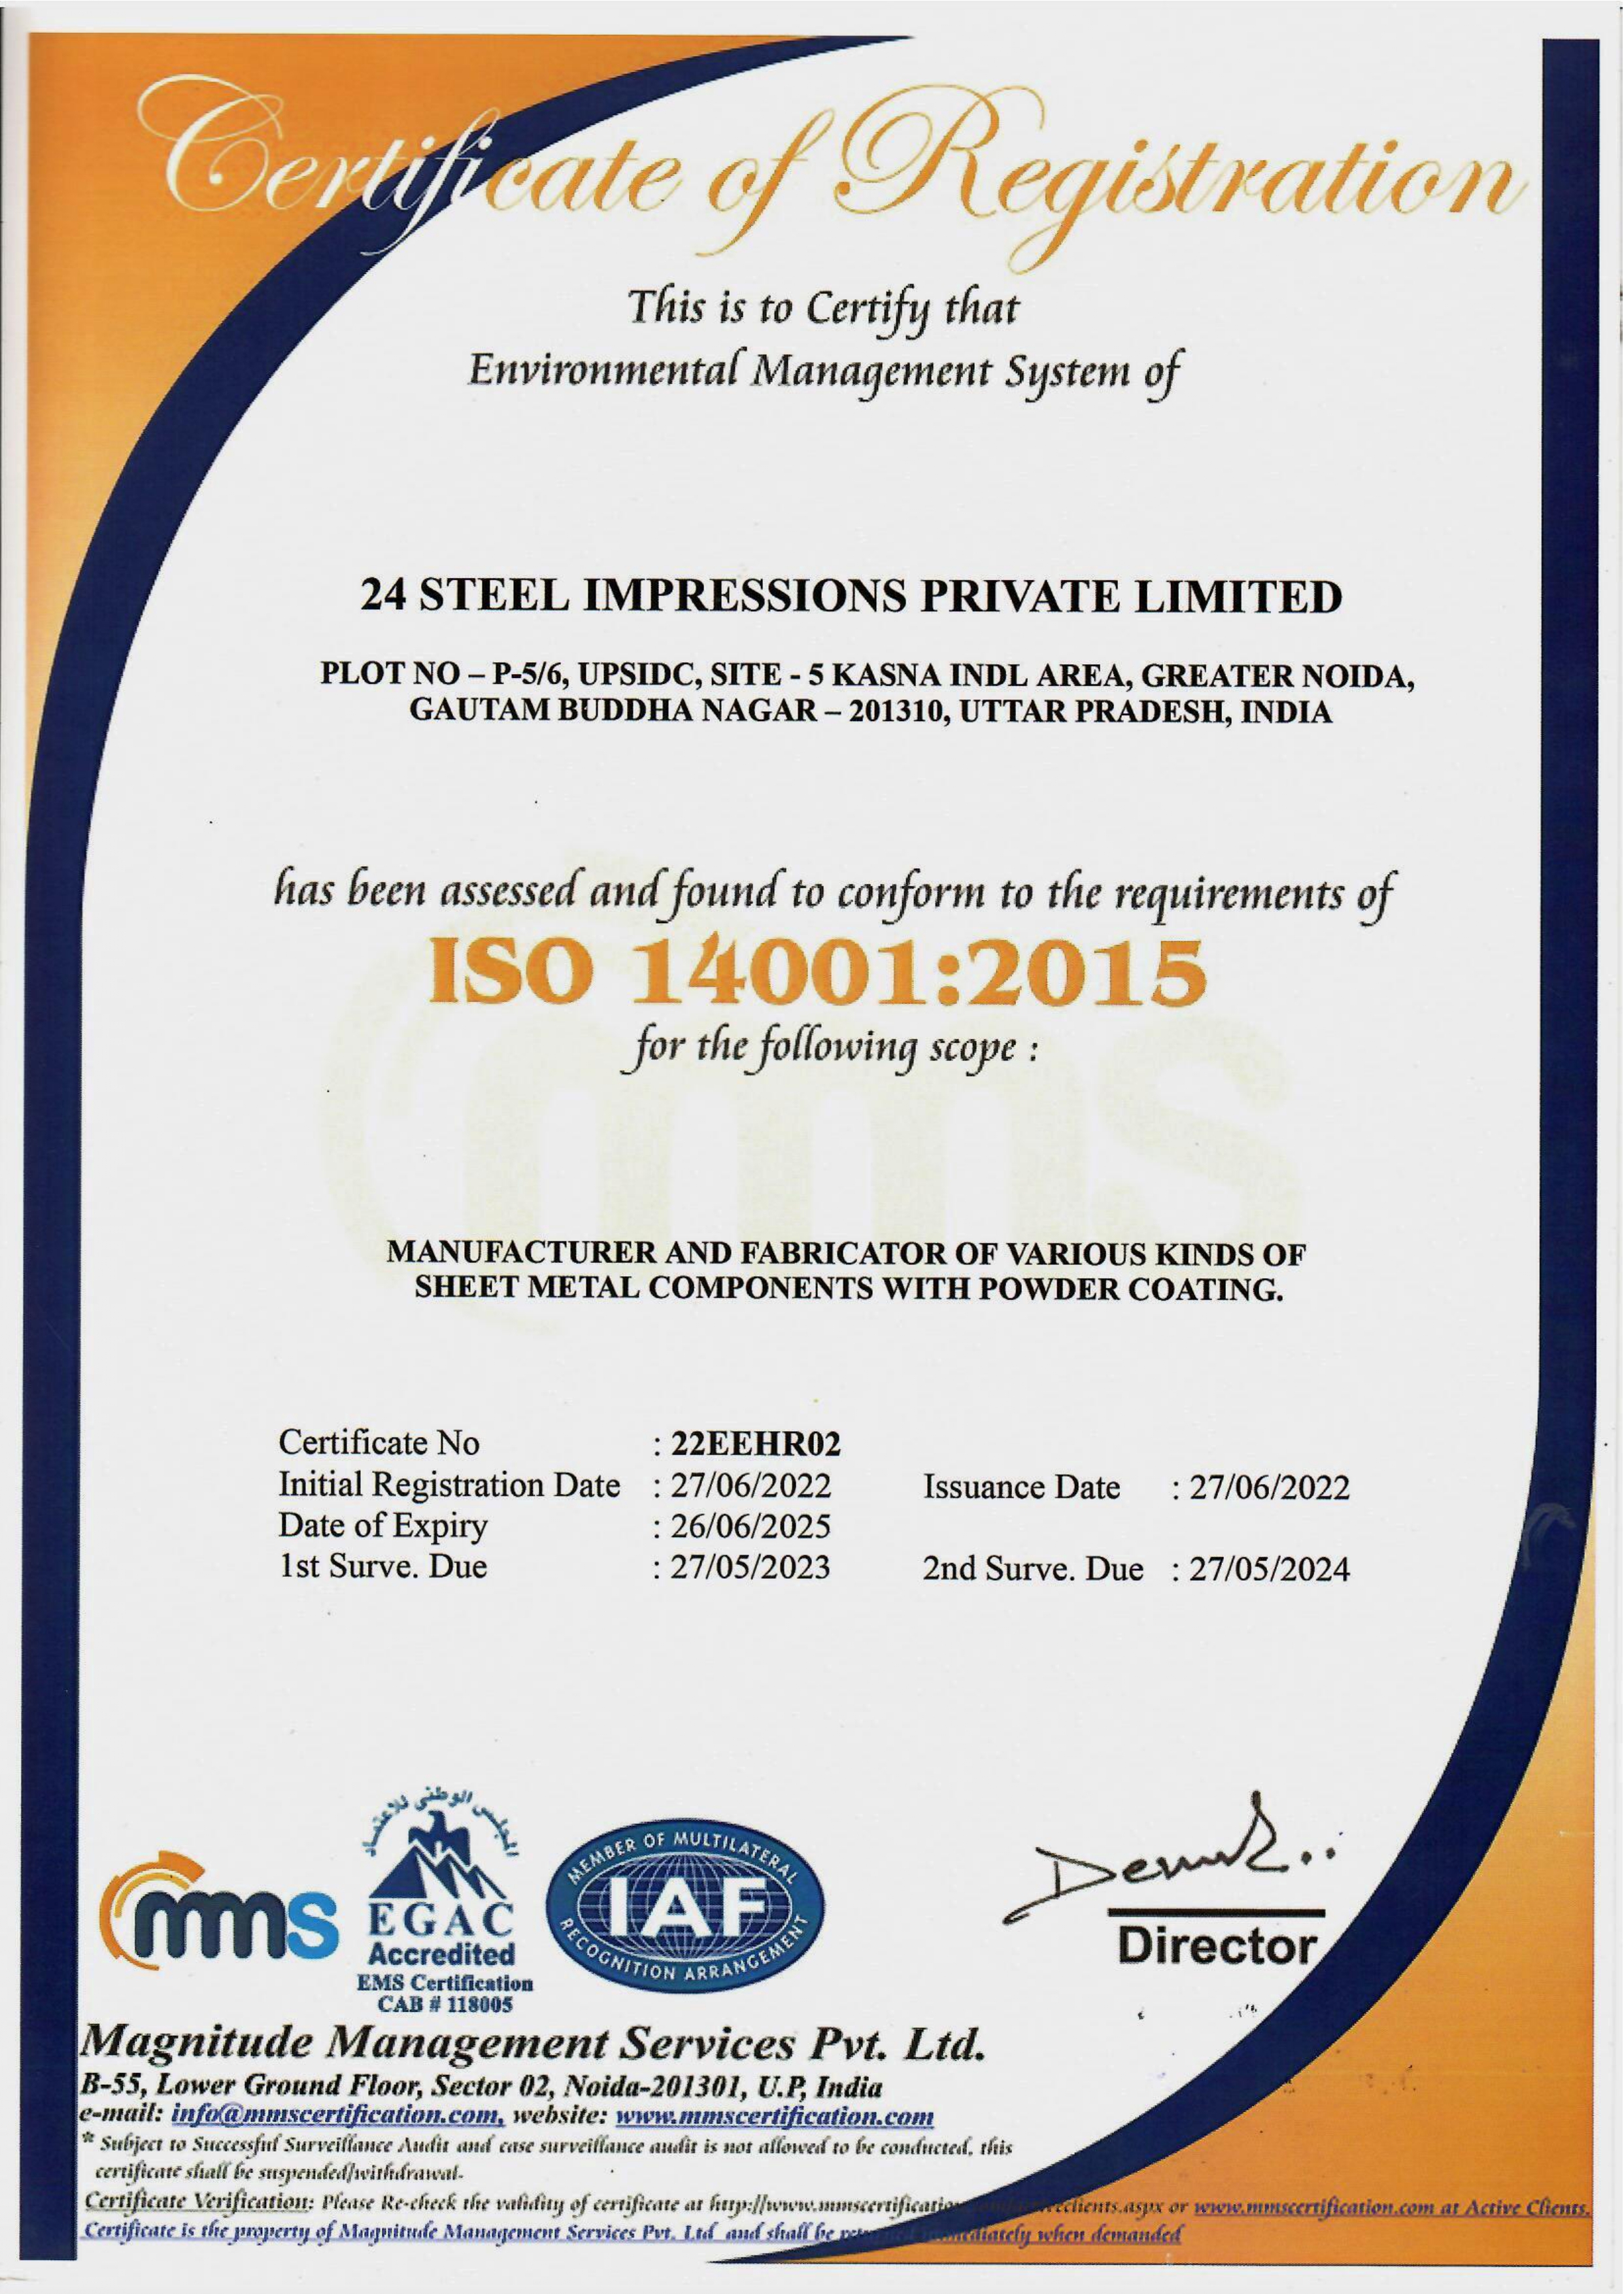 Certificate of Registration
This is to Certify that
Environmental Management System of
24 STEEL IMPRESSIONS PRIVATE LIMITED
PLOT NO – P-5/6, UPSIDC, SITE - 5 KASNA INDL AREA, GREATER NOIDA,
GAUTAM BUDDHA NAGAR – 201310, UTTAR PRADESH, INDIA
has been assessed and found to conform to the requirements of
ISO 14001:2015
for the following scope :
MANUFACTURER AND FABRICATOR OF VARIOUS KINDS OF
SHEET METAL COMPONENTS WITH POWDER COATING.
Certificate No : 22EEHR02
Initial Registration Date : 27/06/2022 Issuance Date : 27/06/2022
Date of Expiry : 26/06/2025
1st Surve. Due : 27/05/2023 2nd Surve. Due : 27/05/2024
mms
المجلس الوطني للاعتماد
EGAC
Accredited
EMS Certification
CAB # 118005
MEMBER OF MULTILATERAL
IAF
RECOGNITION ARRANGEMENT
Director
Magnitude Management Services Pvt. Ltd.
B-55, Lower Ground Floor, Sector 02, Noida-201301, U.P, India
e-mail: info@mmscertification.com, website: www.mmscertification.com
* Subject to Successful Surveillance Audit and case surveillance audit is not allowed to be conducted, this
certificate shall be suspended/withdrawal.
Certificate Verification: Please Re-check the validity of certificate at or www.mmscertification.com at Active Clients.
Certificate is the property of Magnitude Management Services Pvt. Ltd and shall be when demanded